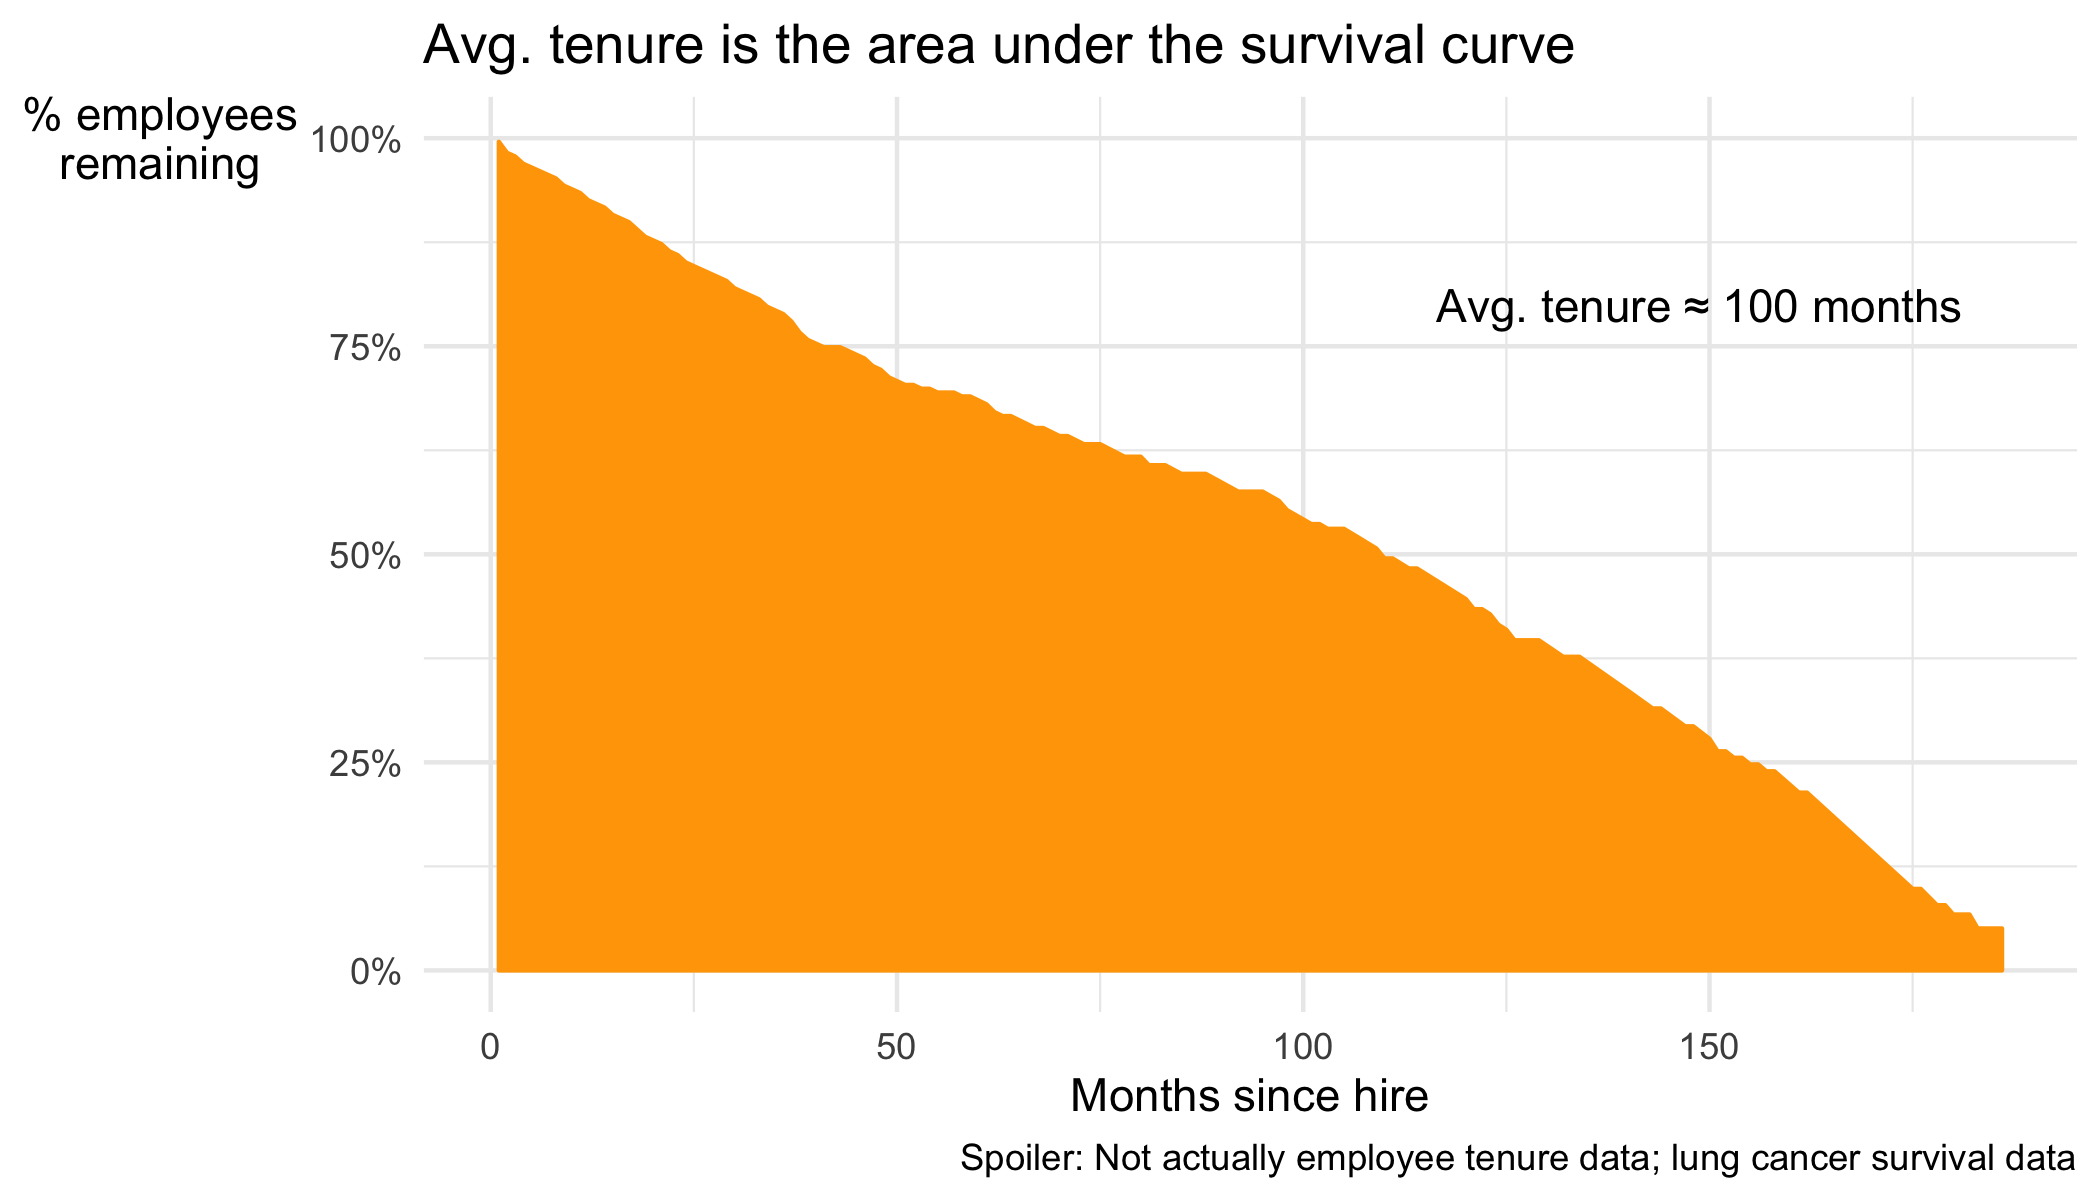 Avg. tenure is the area under the survival curve
% employees
remaining
100%
75%
50%
25%
0%
Avg. tenure ≈ 100 months
0 50 100 150
Months since hire
Spoiler: Not actually employee tenure data; lung cancer survival data